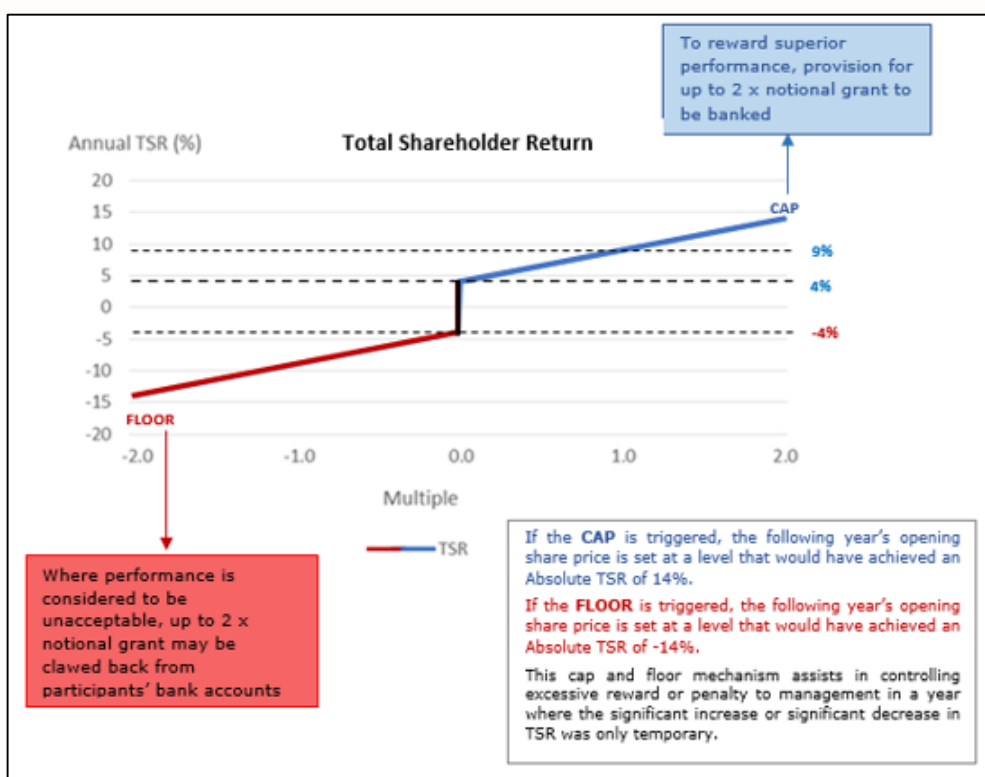 To reward superior
performance, provision for
up to 2 x notional grant to
be banked
Annual TSR (%)
Total Shareholder Return
20
15
10
5
0
-5
-10
-15
-20
CAP
9%
4%
-4%
FLOOR
-2.0
-1.0
0.0
1.0
2.0
Multiple
TSR
Where performance is
considered to be
unacceptable, up to 2 x
notional grant may be
clawed back from
participants’ bank accounts
If the CAP is triggered, the following year’s opening
share price is set at a level that would have achieved an
Absolute TSR of 14%.
If the FLOOR is triggered, the following year’s opening
share price is set at a level that would have achieved an
Absolute TSR of -14%.
This cap and floor mechanism assists in controlling
excessive reward or penalty to management in a year
where the significant increase or significant decrease in
TSR was only temporary.